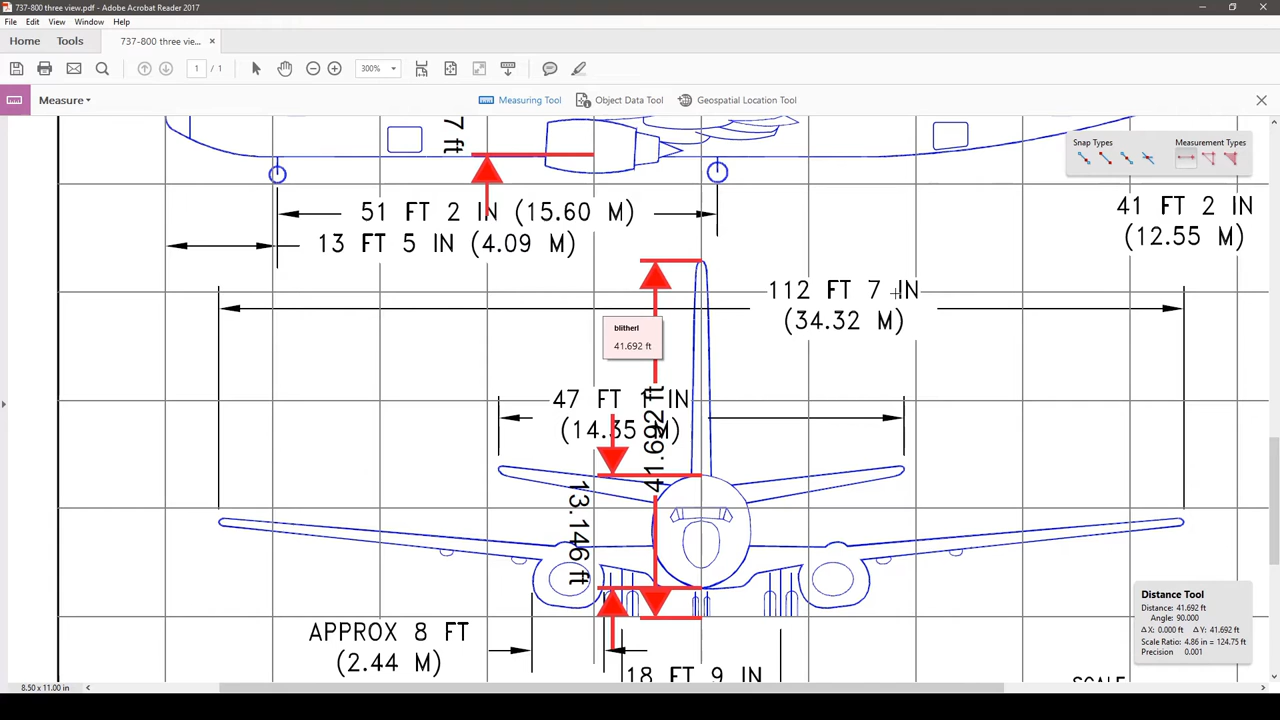 737-800 three view.pdf - Adobe Acrobat Reader 2017
File Edit View Window Help
Home Tools 737-800 three vie... ×
1 / 1 300%
Measure Measuring Tool Object Data Tool Geospatial Location Tool
Snap Types Measurement Types
7 ft
51 FT 2 IN (15.60 M)
13 FT 5 IN (4.09 M)
41 FT 2 IN
(12.55 M)
112 FT 7 IN
(34.32 M)
blitherl
41.692 ft
47 FT 1 IN
(14.35 M)
41.692 ft
13.146 ft
APPROX 8 FT
(2.44 M)
18 FT 9 IN
Distance Tool
Distance: 41.692 ft
Angle: 90.000
Δ X: 0.000 ft Δ Y: 41.692 ft
Scale Ratio: 4.86 in = 124.75 ft
Precision 0.001
SCALE
8.50 x 11.00 in